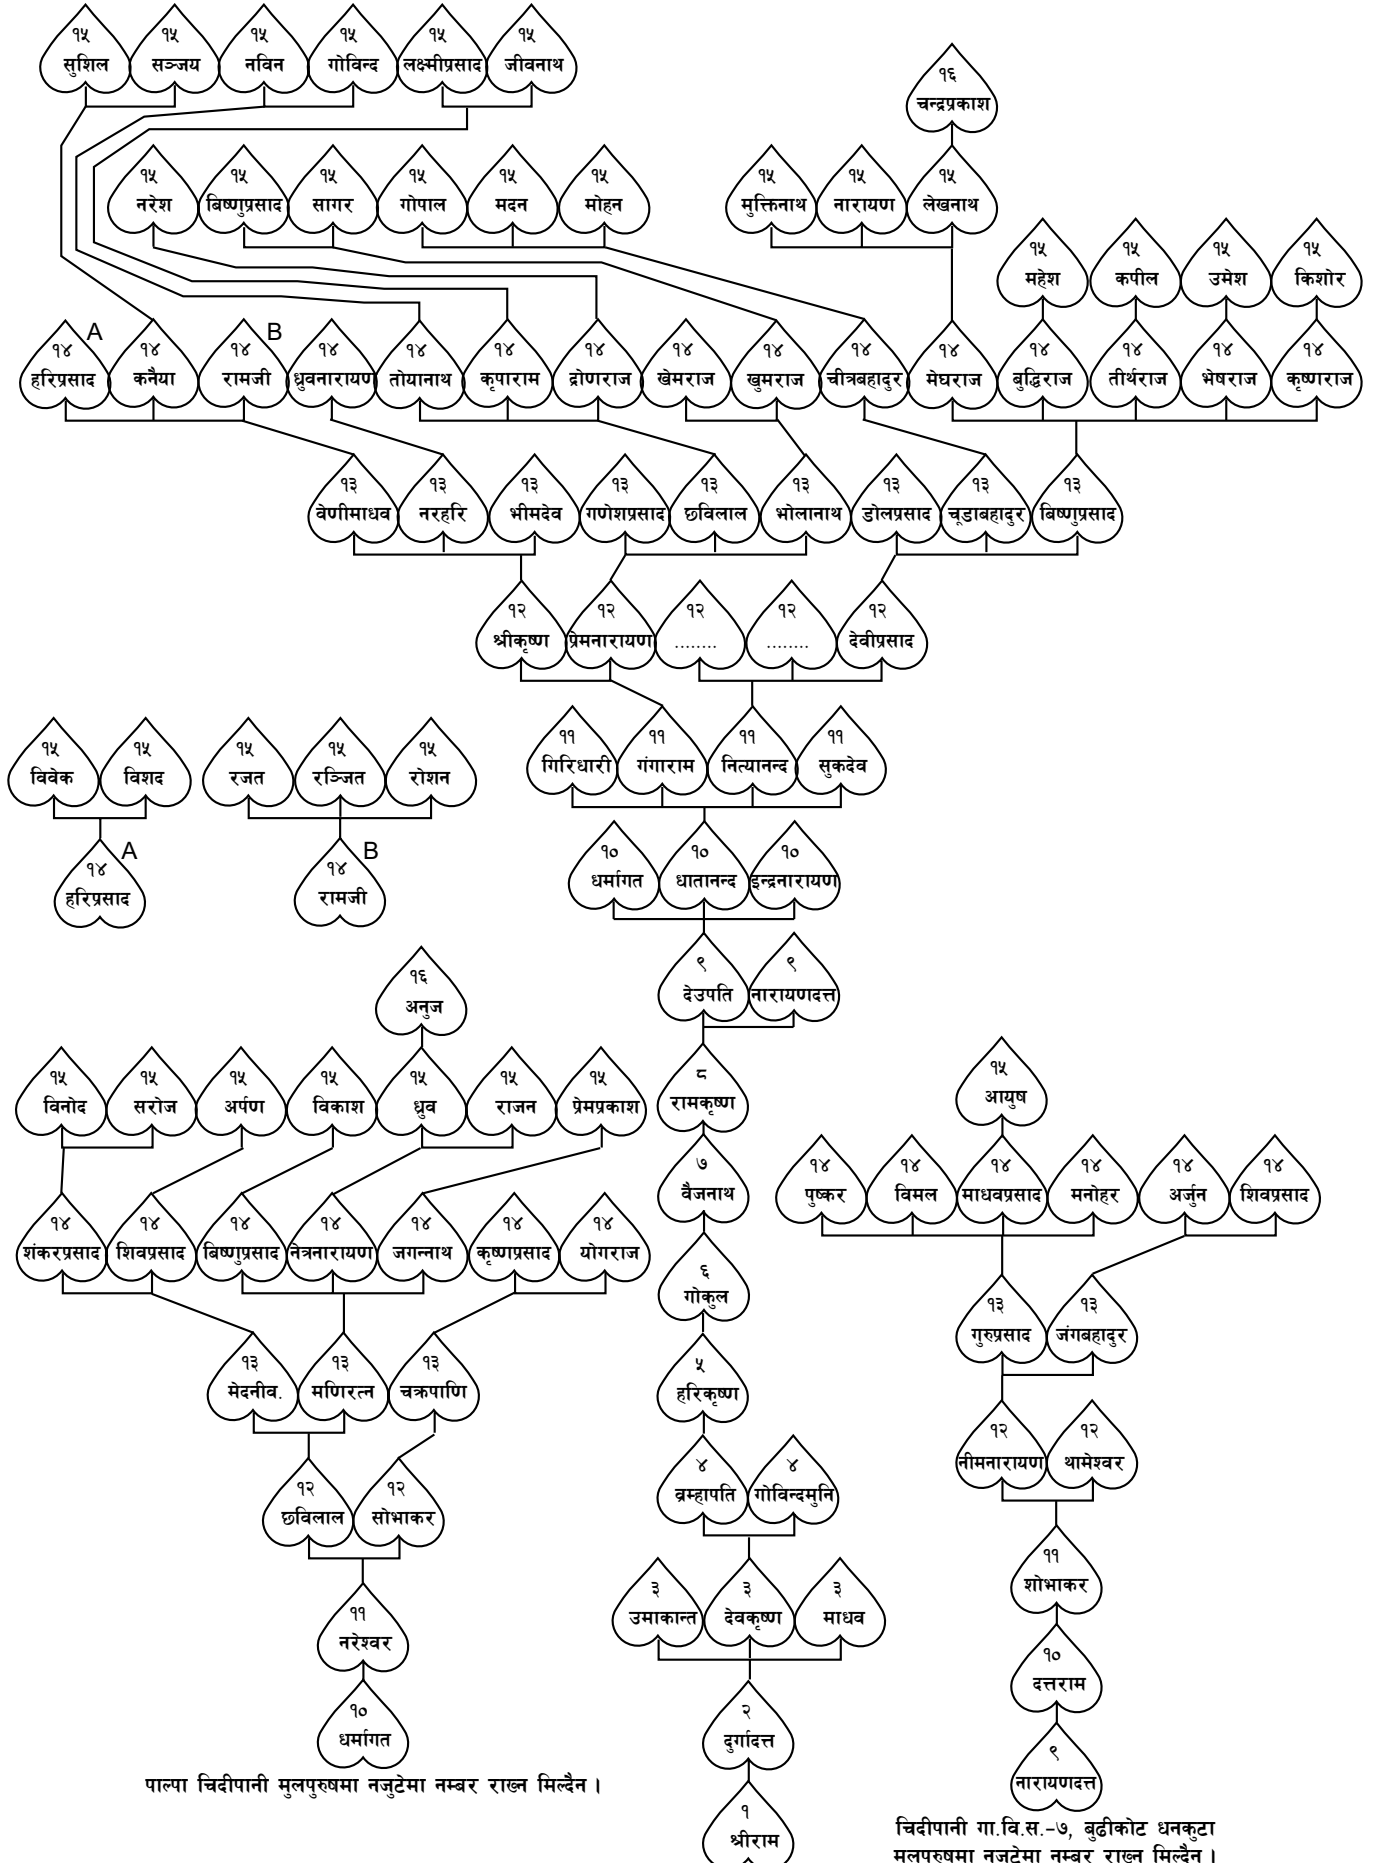 १५ १५ १५ १५ १५ १५
सुशिल सञ्जय नविन गोविन्द लक्ष्मीप्रसाद जीवनाथ
१६
चन्द्रप्रकाश
१५ १५ १५ १५ १५ १५ १५ १५ १५
नरेश बिष्णुप्रसाद सागर गोपाल मदन मोहन मुक्तिनाथ नारायण लेखनाथ
१५ १५ १५ १५
महेश कपील उमेश किशोर
A B
१४ १४ १४ १४ १४ १४ १४ १४ १४ १४ १४ १४ १४ १४ १४
हरिप्रसाद कनैया रामजी ध्रुवनारायण तोयानाथ कृपाराम द्रोणराज खेमराज खुमराज चीत्रबहादुर मेघराज बुद्धिराज तीर्थराज भेषराज कृष्णराज
१३ १३ १३ १३ १३ १३ १३ १३ १३
वेणीमाधव नरहरि भीमदेव गणेशप्रसाद छविलाल भोलानाथ डोलप्रसाद चूडाबहादुर बिष्णुप्रसाद
१२ १२ १२ १२ १२
श्रीकृष्ण प्रेमनारायण ........ ........ देवीप्रसाद
११ ११ ११ ११
गिरिधारी गंगाराम नित्यानन्द सुकदेव
१५ १५ १५ १५ १५
विवेक विशद रजत रञ्जित रोशन
१० १० १०
धर्मागत धातानन्द इन्द्रनारायण
A B
१४ १४
हरिप्रसाद रामजी
९ ९
देउपति नारायणदत्त
१६
अनुज
१५ १५ १५ १५ १५ १५ १५
विनोद सरोज अर्पण विकाश ध्रुव राजन प्रेमप्रकाश
८
रामकृष्ण
१५
आयुष
७
वैजनाथ
१४ १४ १४ १४ १४ १४
पुष्कर विमल माधवप्रसाद मनोहर अर्जुन शिवप्रसाद
१४ १४ १४ १४ १४ १४ १४
शंकरप्रसाद शिवप्रसाद बिष्णुप्रसाद नेत्रनारायण जगन्नाथ कृष्णप्रसाद योगराज
६
गोकुल
१३ १३
गुरुप्रसाद जंगबहादुर
१३ १३ १३
मेदनीव. मणिरत्न चक्रपाणि
५
हरिकृष्ण
१२ १२
नीमनारायण थामेश्वर
४ ४
ब्रम्हापति गोविन्दमुनि
१२ १२
छविलाल सोभाकर
११
शोभाकर
३ ३ ३
उमाकान्त देवकृष्ण माधव
११
नरेश्वर
१०
दत्तराम
२
दुर्गादत्त
१०
धर्मागत
९
नारायणदत्त
पाल्पा चिदीपानी मुलपुरुषमा नजुटेमा नम्बर राख्न मिल्दैन ।
१
श्रीराम
चिदीपानी गा.वि.स.-७, बुढीकोट धनकुटा
मुलपुरुषमा नजुटेमा नम्बर राख्न मिल्दैन ।